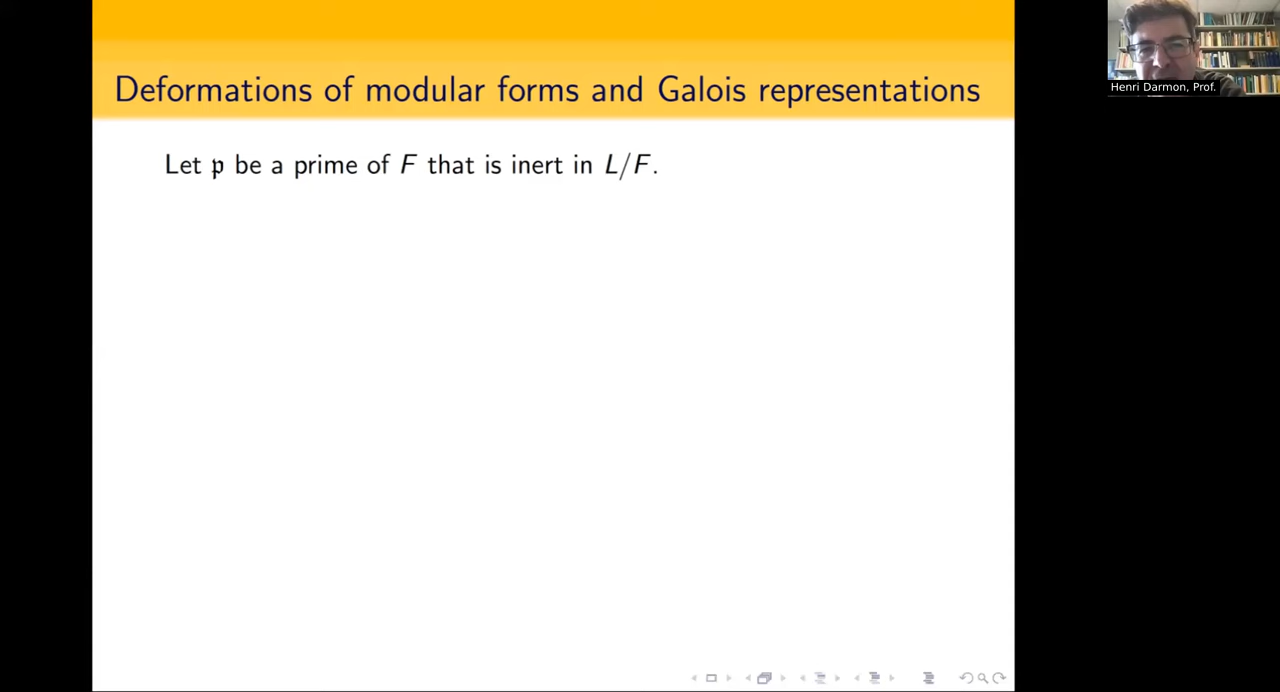 Deformations of modular forms and Galois representations
Henri Darmon, Prof.
Let 𝔭 be a prime of F that is inert in L/F.